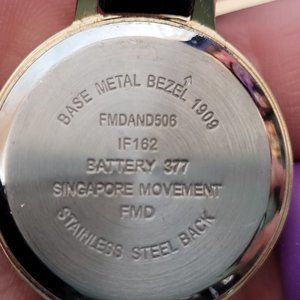 BASE METAL BEZEL 1909
FMDAND506
IF162
BATTERY 377
SINGAPORE MOVEMENT
FMD
STAINLESS STEEL BACK